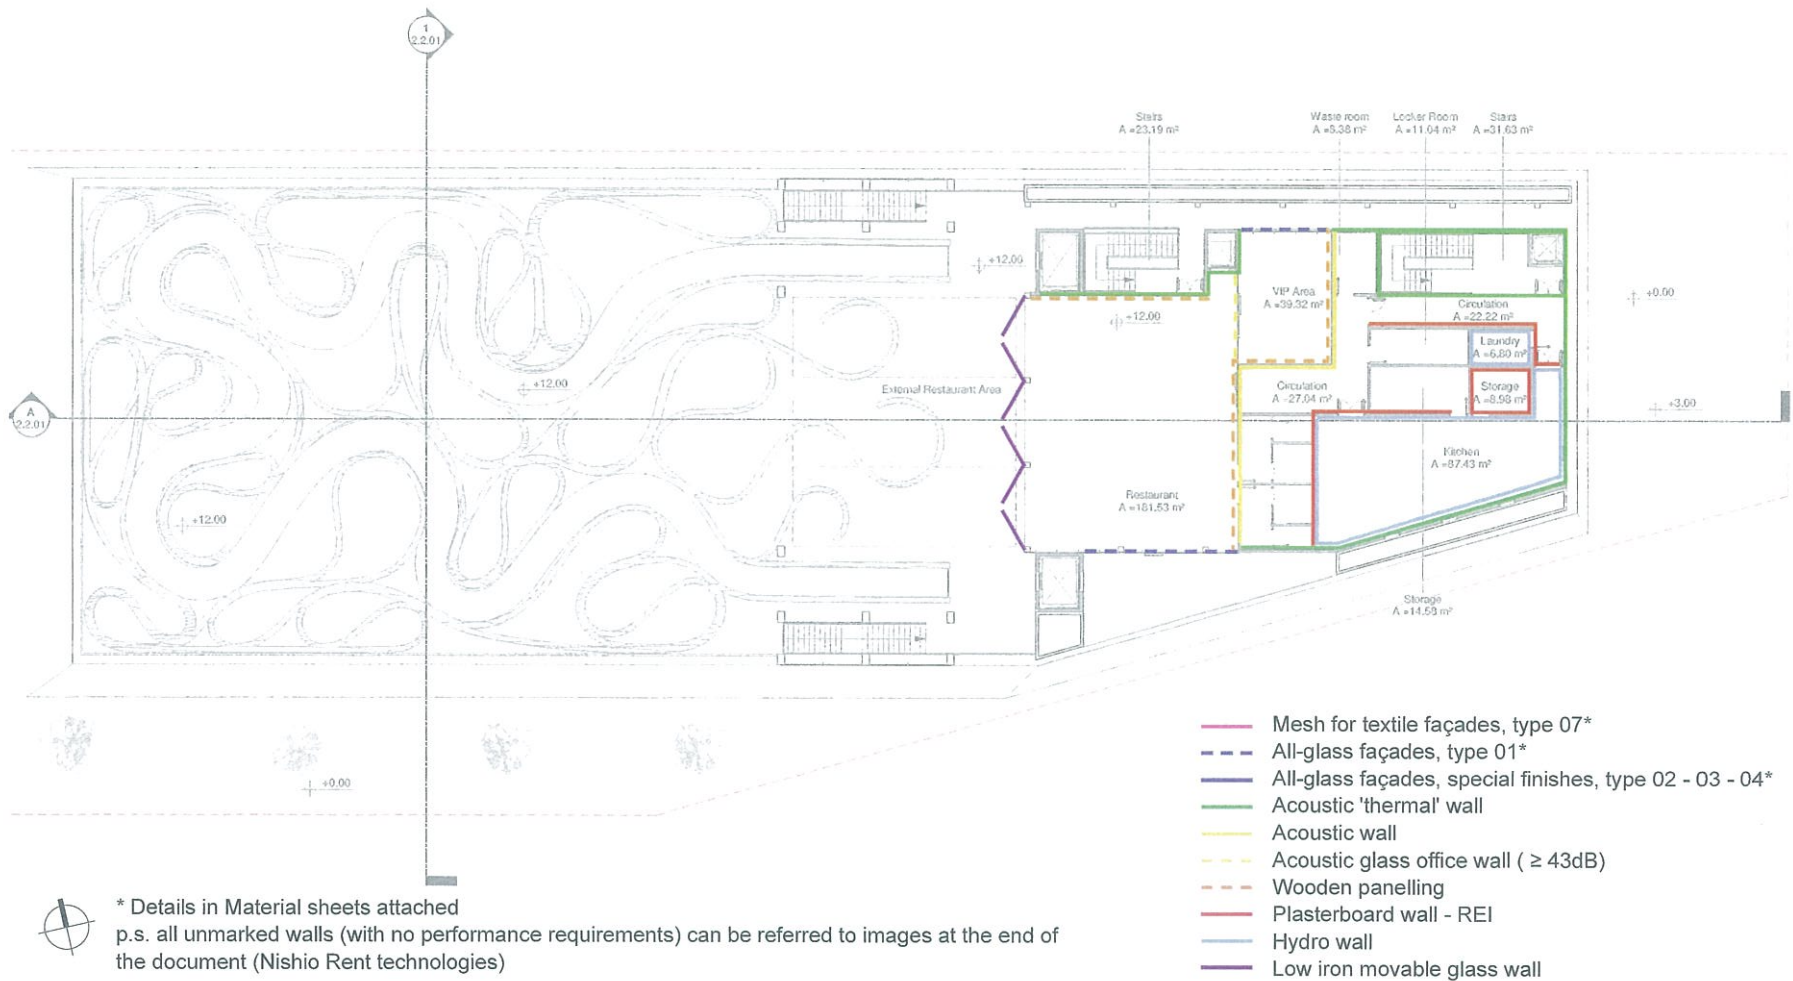 1
2.2.01
Stairs
A =23.19 m²
Waste room
A =5.38 m²
Locker Room
A =11.04 m²
Stairs
A =31.63 m²
+12.00
VIP Area
A =39.32 m²
+0.00
+12.00
Circulation
A =22.22 m²
Laundry
A =6.80 m²
+12.00
External Restaurant Area
Circulation
A =27.04 m²
Storage
A =8.98 m²
A
2.2.01
+3.00
Kitchen
A =87.43 m²
Restaurant
A =181.53 m²
+12.00
Storage
A =14.58 m²
+0.00
Mesh for textile façades, type 07*
All-glass façades, type 01*
All-glass façades, special finishes, type 02 - 03 - 04*
Acoustic 'thermal' wall
Acoustic wall
Acoustic glass office wall ( ≥ 43dB)
Wooden panelling
Plasterboard wall - REI
Hydro wall
Low iron movable glass wall
* Details in Material sheets attached
p.s. all unmarked walls (with no performance requirements) can be referred to images at the end of
the document (Nishio Rent technologies)